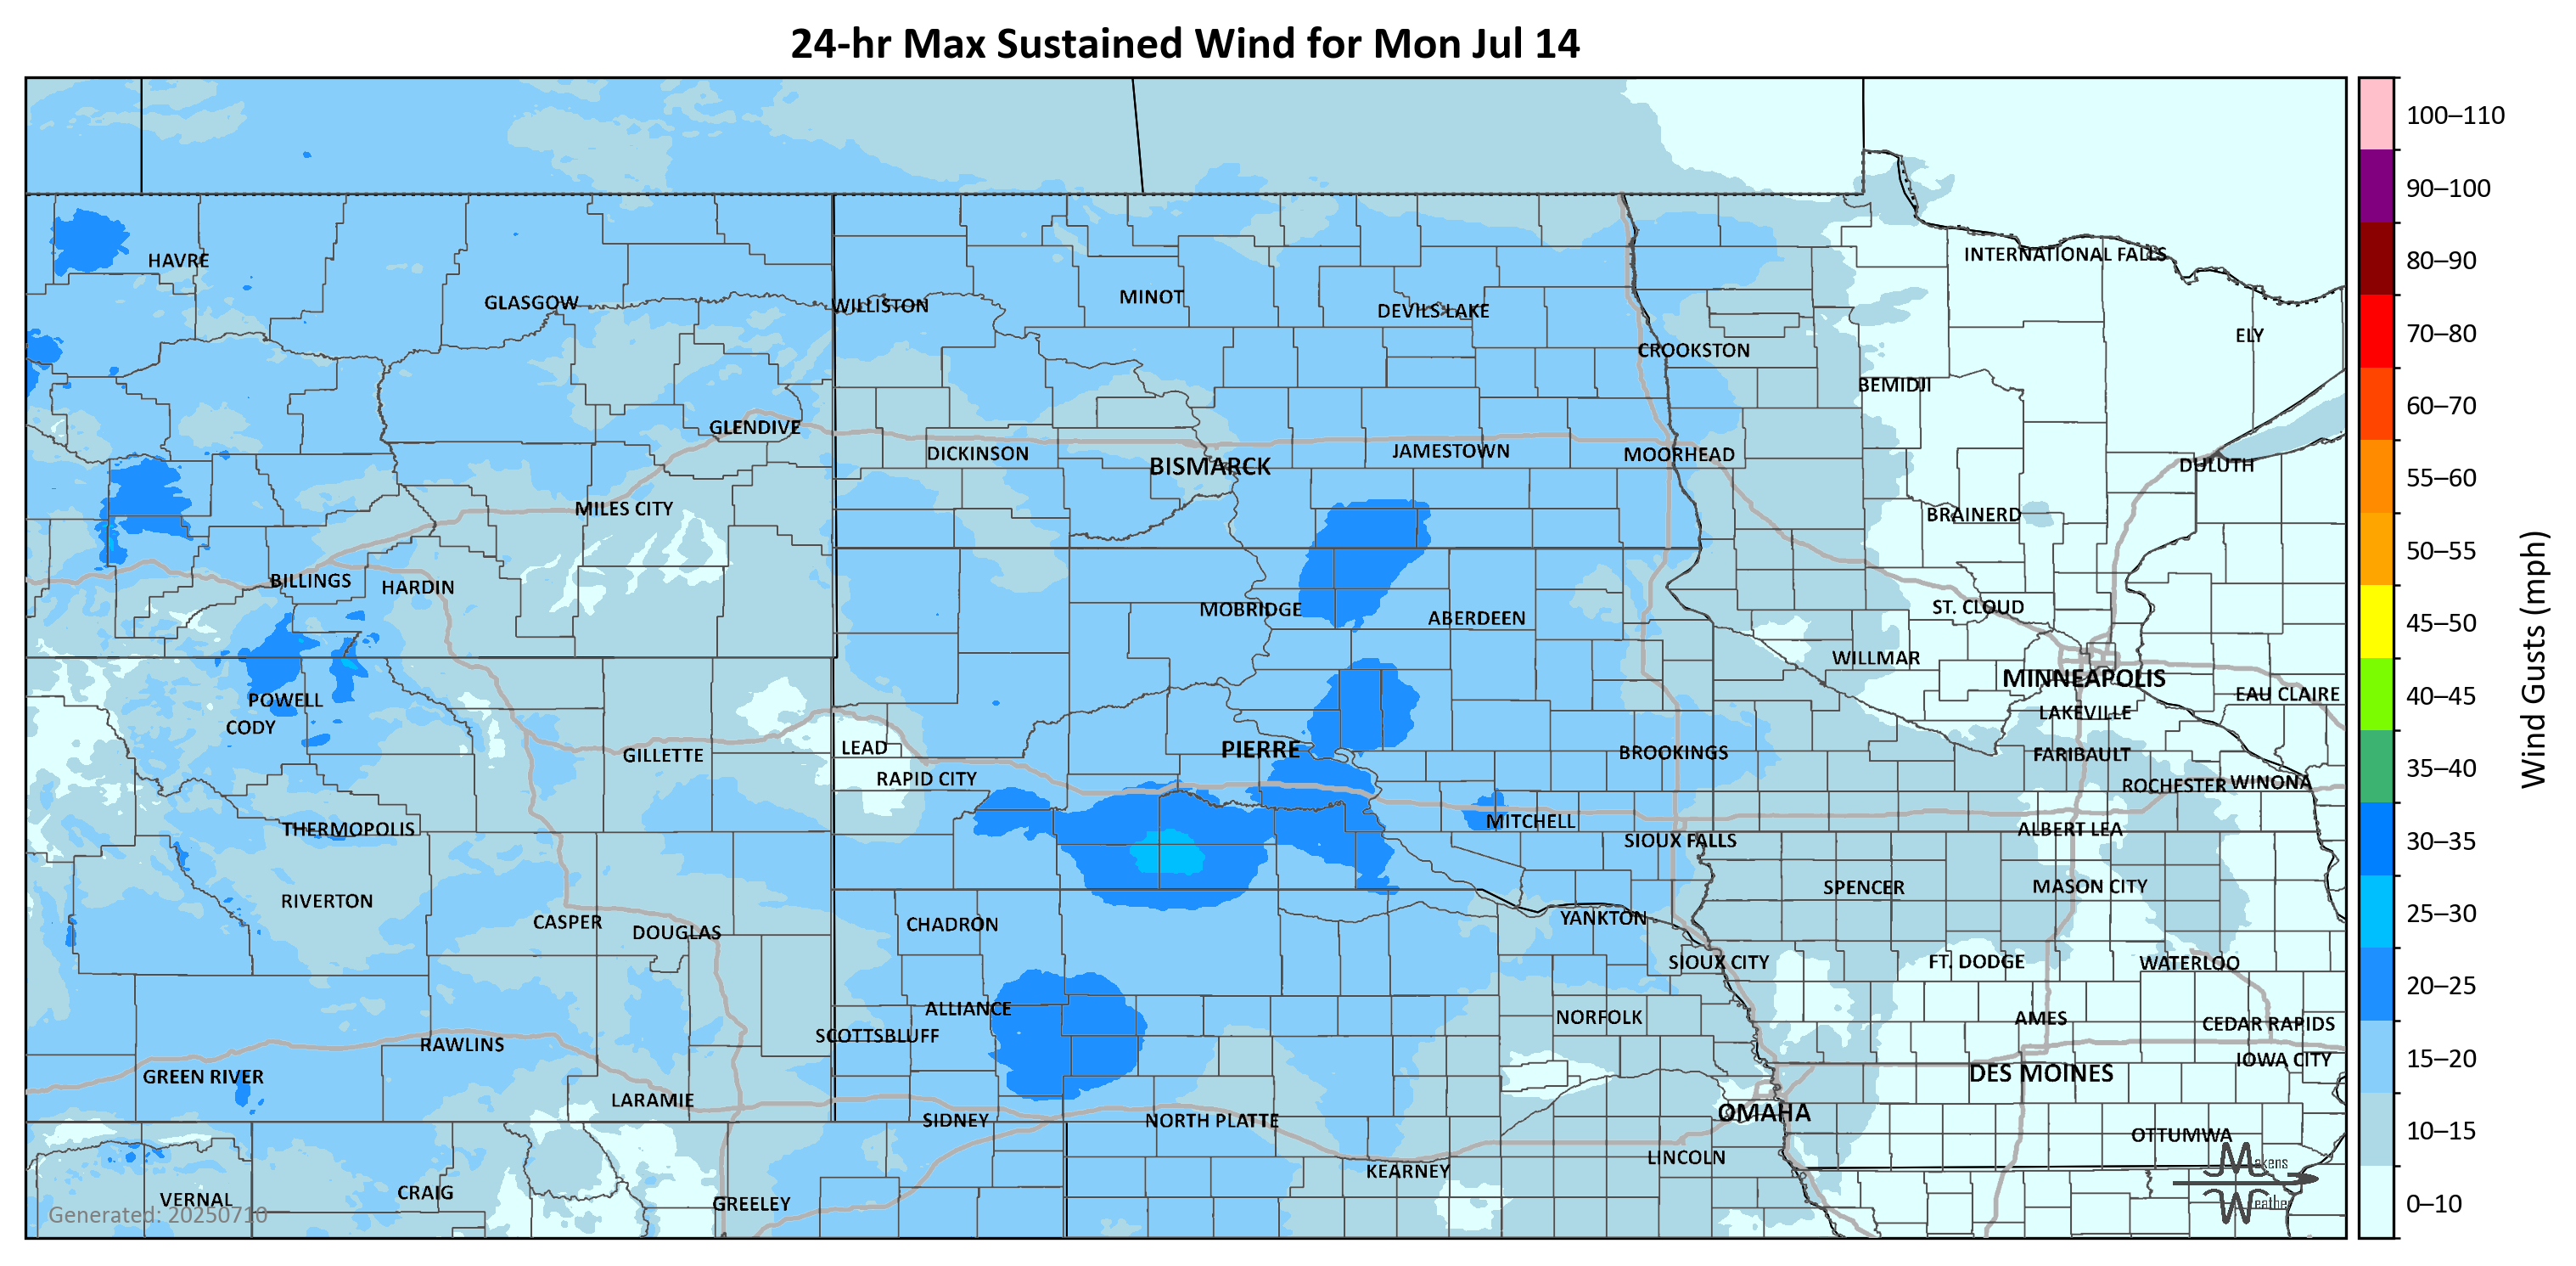 24-hr Max Sustained Wind for Mon Jul 14
100–110
90–100
80–90
70–80
60–70
55–60
50–55
45–50
40–45
35–40
30–35
25–30
20–25
15–20
10–15
0–10
Wind Gusts (mph)
INTERNATIONAL FALLS
HAVRE
MINOT
GLASGOW
WILLISTON
DEVILS LAKE
ELY
CROOKSTON
BEMIDJI
GLENDIVE
DICKINSON
JAMESTOWN
MOORHEAD
BISMARCK
DULUTH
MILES CITY
BRAINERD
BILLINGS
HARDIN
MOBRIDGE
ABERDEEN
ST. CLOUD
WILLMAR
MINNEAPOLIS
POWELL
EAU CLAIRE
LAKEVILLE
CODY
LEAD
PIERRE
BROOKINGS
FARIBAULT
GILLETTE
RAPID CITY
ROCHESTER
WINONA
THERMOPOLIS
MITCHELL
ALBERT LEA
SIOUX FALLS
SPENCER
MASON CITY
RIVERTON
CASPER
CHADRON
YANKTON
DOUGLAS
SIOUX CITY
FT. DODGE
WATERLOO
ALLIANCE
NORFOLK
AMES
CEDAR RAPIDS
SCOTTSBLUFF
RAWLINS
IOWA CITY
GREEN RIVER
DES MOINES
LARAMIE
OMAHA
SIDNEY
NORTH PLATTE
OTTUMWA
LINCOLN
KEARNEY
VERNAL
CRAIG
GREELEY
Makens
Weather
Generated: 20250710